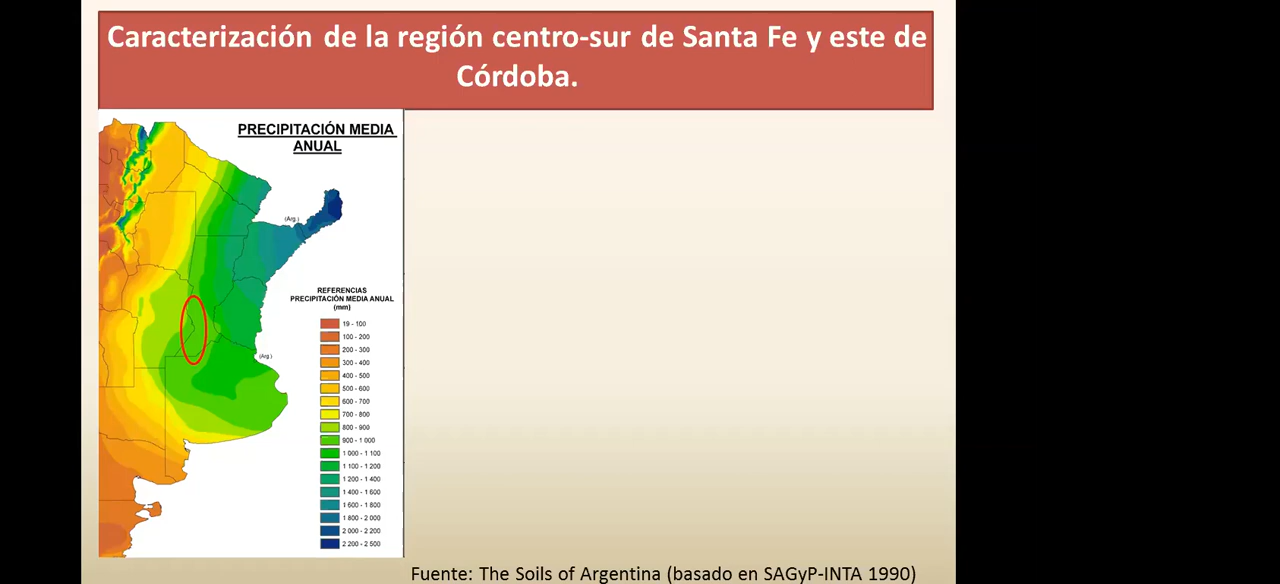 Caracterización de la región centro-sur de Santa Fe y este de
Córdoba.
PRECIPITACIÓN MEDIA
ANUAL
(Arg.)
REFERENCIAS
PRECIPITACIÓN MEDIA ANUAL
(mm)
19 - 100
100 - 200
200 - 300
300 - 400
400 - 500
500 - 600
600 - 700
700 - 800
800 - 900
900 - 1 000
1 000 - 1 100
1 100 - 1 200
1 200 - 1 400
1 400 - 1 600
1 600 - 1 800
1 800 - 2 000
2 000 - 2 200
2 200 - 2 500
(Arg.)
Fuente: The Soils of Argentina (basado en SAGyP-INTA 1990)